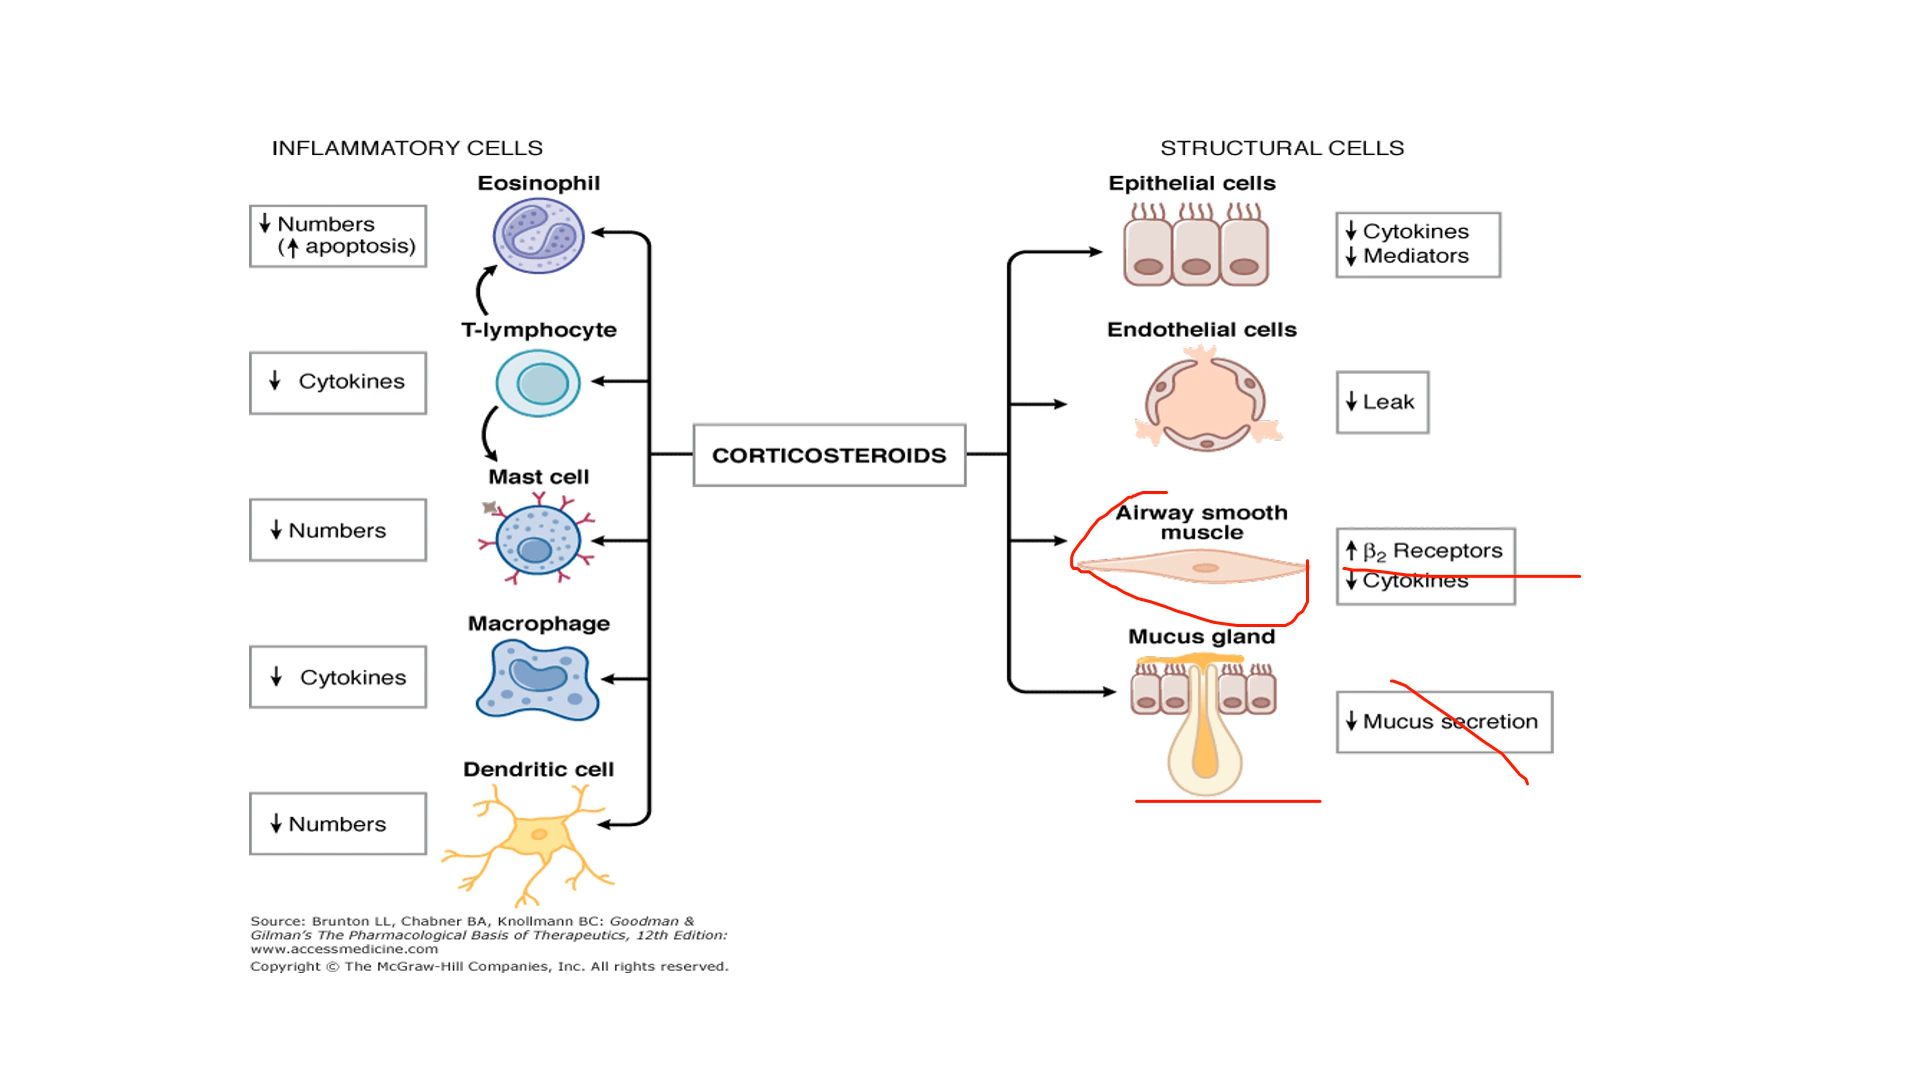 INFLAMMATORY CELLS
Eosinophil
↓ Numbers
(↑ apoptosis)
T-lymphocyte
↓ Cytokines
Mast cell
↓ Numbers
Macrophage
↓ Cytokines
Dendritic cell
↓ Numbers
CORTICOSTEROIDS
STRUCTURAL CELLS
Epithelial cells
↓ Cytokines
↓ Mediators
Endothelial cells
↓ Leak
Airway smooth
muscle
↑ β₂ Receptors
↓ Cytokines
Mucus gland
↓ Mucus secretion
Source: Brunton LL, Chabner BA, Knollmann BC: Goodman &
Gilman's The Pharmacological Basis of Therapeutics, 12th Edition:
www.accessmedicine.com
Copyright © The McGraw-Hill Companies, Inc. All rights reserved.